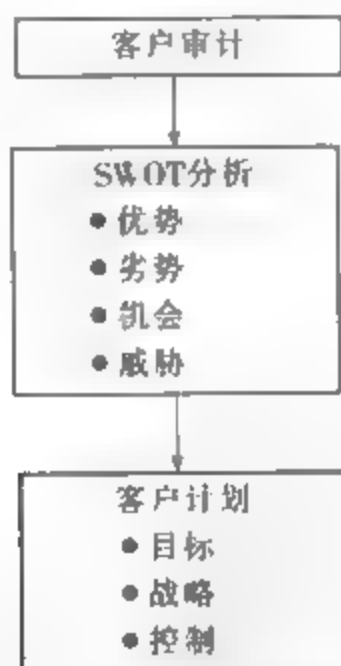 客户审计
SWOT分析
● 优势
● 劣势
● 机会
● 威胁
客户计划
● 目标
● 战略
● 控制